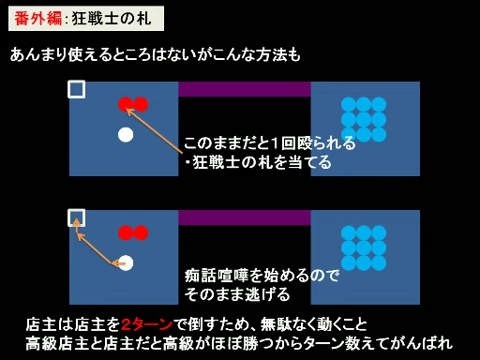 番外編:狂戦士の札
あんまり使えるところはないがこんな方法も
このままだと1回殴られる
・狂戦士の札を当てる
痴話喧嘩を始めるので
そのまま逃げる
店主は店主を2ターンで倒すため、無駄なく動くこと
高級店主と店主だと高級がほぼ勝つからターン数えてがんばれ